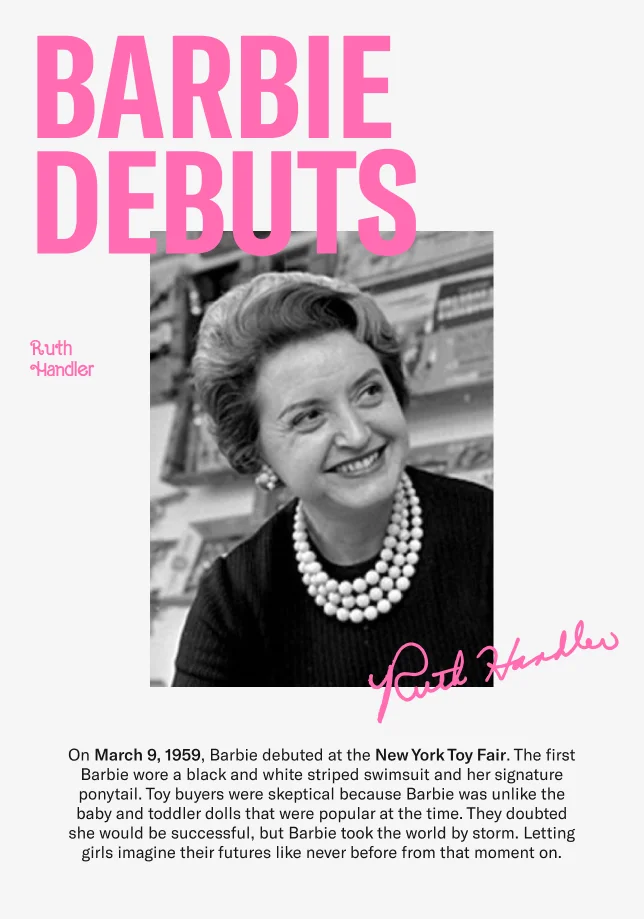 BARBIE
DEBUTS
Ruth
Handler
Ruth Handler
On March 9, 1959, Barbie debuted at the New York Toy Fair. The first
Barbie wore a black and white striped swimsuit and her signature
ponytail. Toy buyers were skeptical because Barbie was unlike the
baby and toddler dolls that were popular at the time. They doubted
she would be successful, but Barbie took the world by storm. Letting
girls imagine their futures like never before from that moment on.